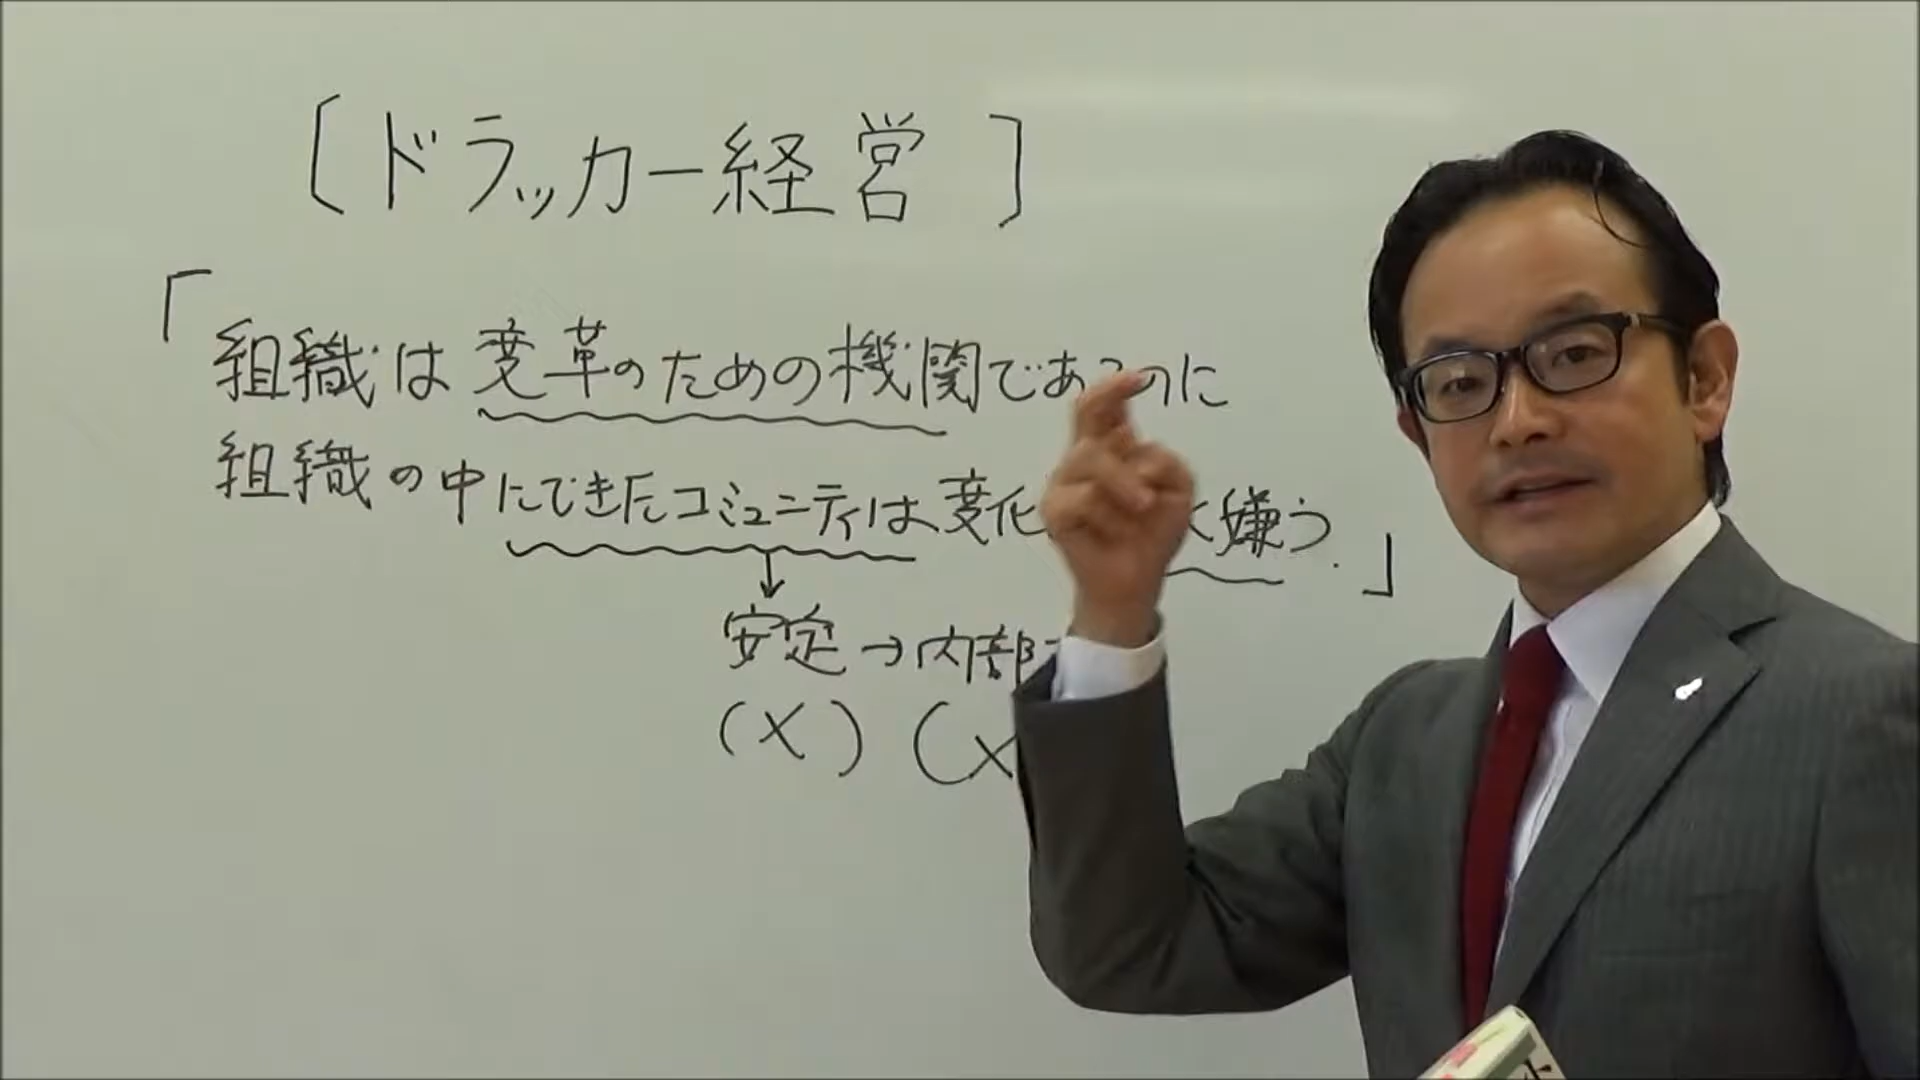 〔ドラッカー経営〕
「組織は変革のための機関であるのに
組織の中にできたコミュニティは変化 く嫌う.」
↓
安定→内部
(×) (×